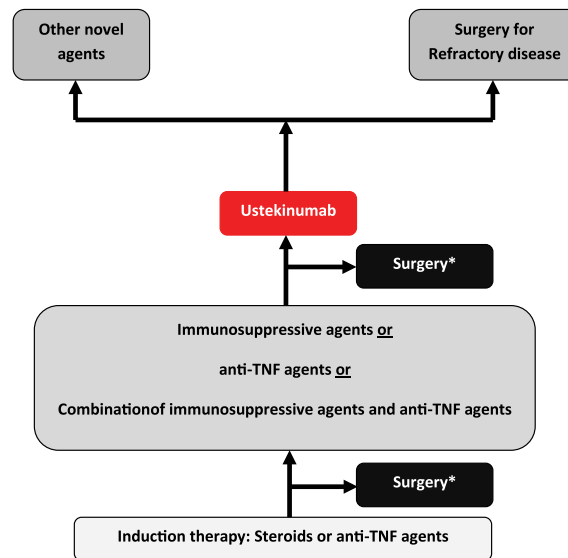 Other novel
agents
Surgery for
Refractory disease
Ustekinumab
Surgery*
Immunosuppressive agents or
anti-TNF agents or
Combinationof immunosuppressive agents and anti-TNF agents
Surgery*
Induction therapy: Steroids or anti-TNF agents